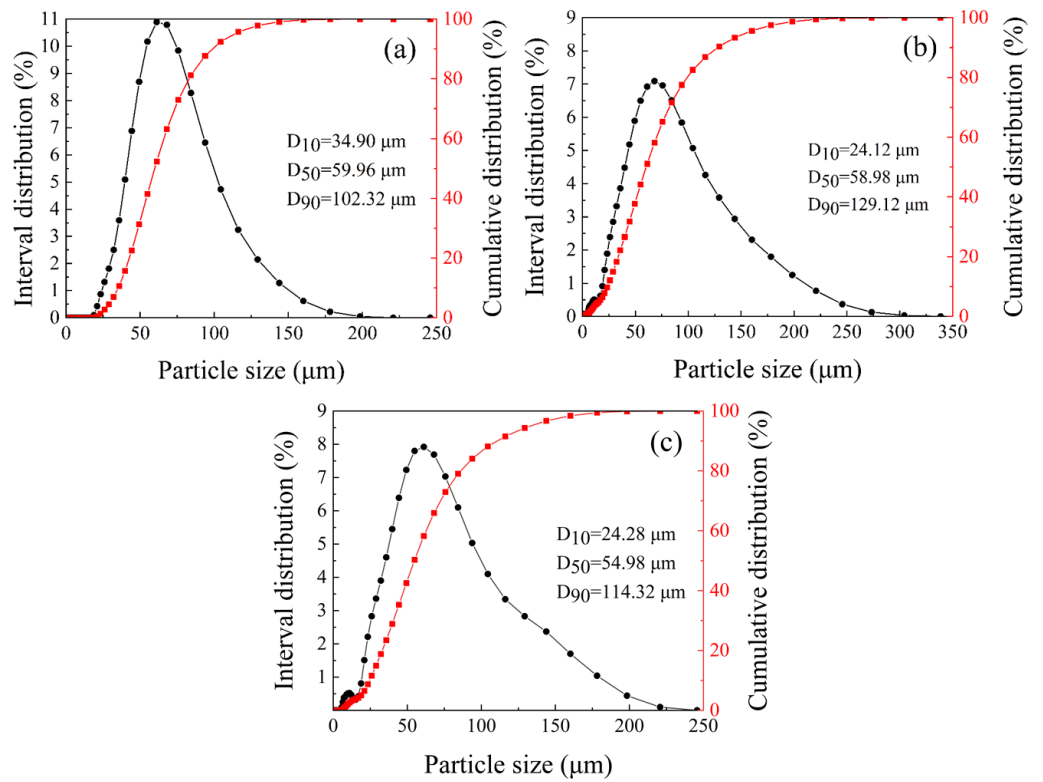 (a)
D10=34.90 μm
D50=59.96 μm
D90=102.32 μm
Interval distribution (%)
0
1
2
3
4
5
6
7
8
9
10
11
Cumulative distribution (%)
0
20
40
60
80
100
0 50 100 150 200 250
Particle size (μm)
(b)
D10=24.12 μm
D50=58.98 μm
D90=129.12 μm
Interval distribution (%)
0
1
2
3
4
5
6
7
8
9
Cumulative distribution (%)
0
20
40
60
80
100
0 50 100 150 200 250 300 350
Particle size (μm)
(c)
D10=24.28 μm
D50=54.98 μm
D90=114.32 μm
Interval distribution (%)
1
2
3
4
5
6
7
8
9
Cumulative distribution (%)
0
20
40
60
80
100
0 50 100 150 200 250
Particle size (μm)